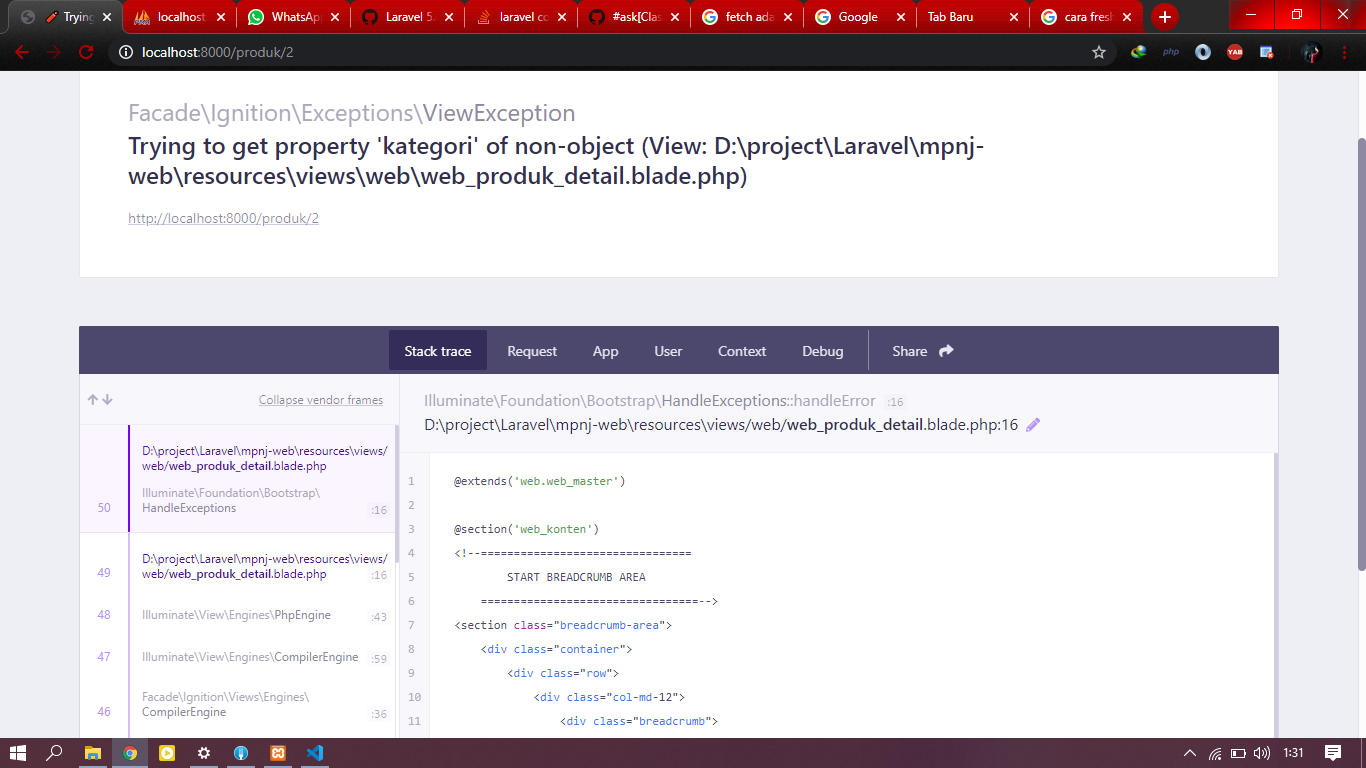 Trying
localhost
WhatsApp
Laravel 5.
laravel co
#ask[Clas
fetch ada
Google
Tab Baru
cara fresh
localhost:8000/produk/2
php
YAB
Facade\Ignition\Exceptions\ViewException
Trying to get property 'kategori' of non-object (View: D:\project\Laravel\mpnj-
web\resources\views\web\web_produk_detail.blade.php)
http://localhost:8000/produk/2
Stack trace
Request
App
User
Context
Debug
Share
Collapse vendor frames
D:\project\Laravel\mpnj-web\resources\views/
web/web_produk_detail.blade.php
Illuminate\Foundation\Bootstrap\
50 HandleExceptions :16
D:\project\Laravel\mpnj-web\resources\views/
49 web/web_produk_detail.blade.php :16
48 Illuminate\View\Engines\PhpEngine :43
47 Illuminate\View\Engines\CompilerEngine :59
Facade\Ignition\Views\Engines\
46 CompilerEngine :36
Illuminate\Foundation\Bootstrap\HandleExceptions::handleError :16
D:\project\Laravel\mpnj-web\resources\views/web/web_produk_detail.blade.php:16
1 @extends('web.web_master')
2
3 @section('web_konten')
4 <!--================================
5 START BREADCRUMB AREA
6 =================================-->
7 <section class="breadcrumb-area">
8 <div class="container">
9 <div class="row">
10 <div class="col-md-12">
11 <div class="breadcrumb">
1:31